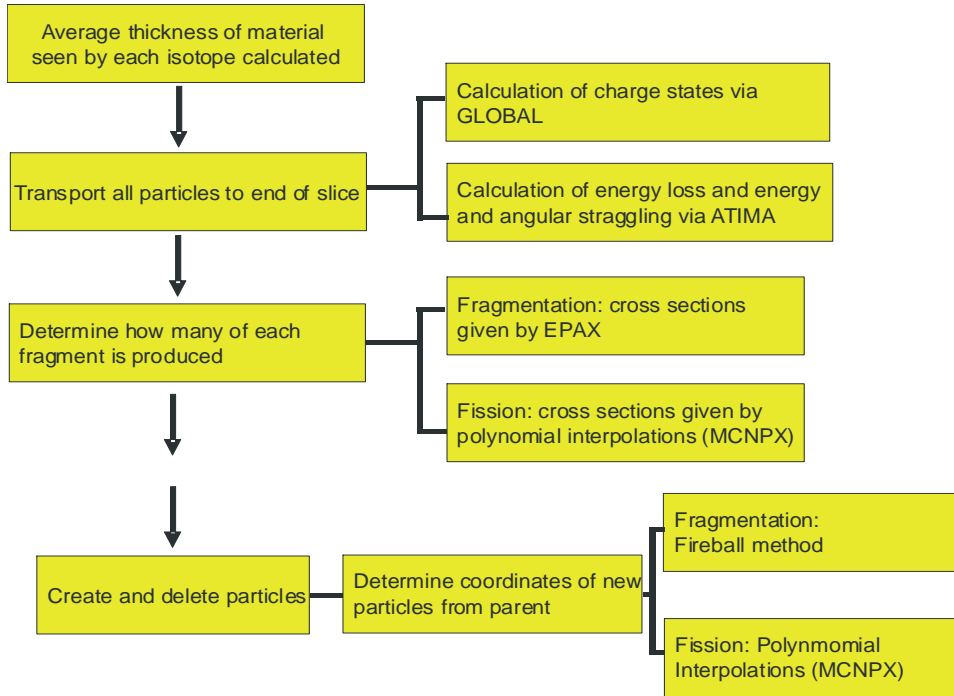 Average thickness of material
seen by each isotope calculated
Calculation of charge states via
GLOBAL
Transport all particles to end of slice
Calculation of energy loss and energy
and angular straggling via ATIMA
Determine how many of each
fragment is produced
Fragmentation: cross sections
given by EPAX
Fission: cross sections given by
polynomial interpolations (MCNPX)
Create and delete particles
Determine coordinates of new
particles from parent
Fragmentation:
Fireball method
Fission: Polynmomial
Interpolations (MCNPX)